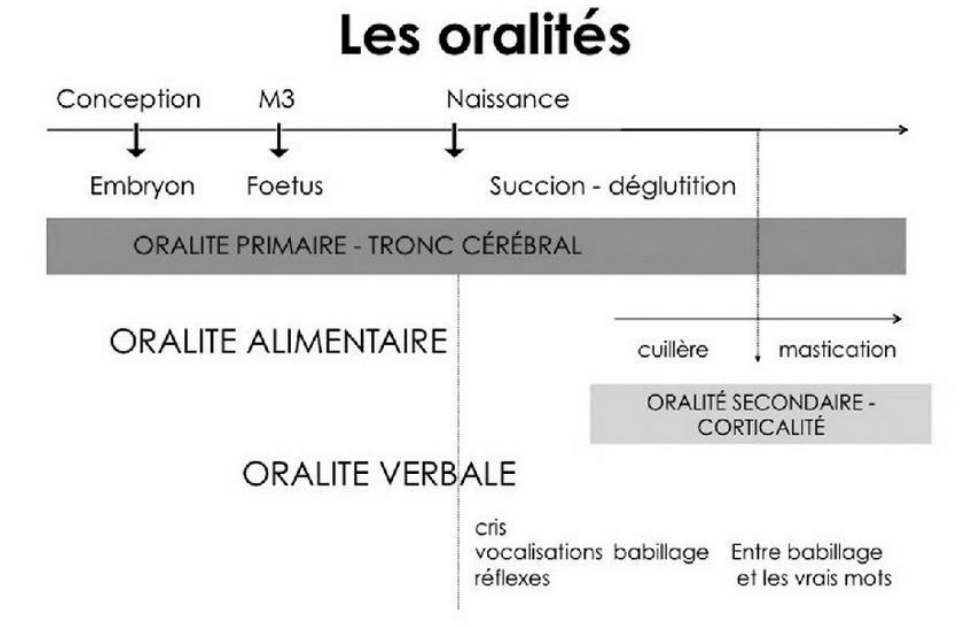 Les oralités
Conception M3 Naissance
Embryon Foetus Succion - déglutition
ORALITE PRIMAIRE - TRONC CÉRÉBRAL
ORALITE ALIMENTAIRE
cuillère mastication
ORALITÉ SECONDAIRE -
CORTICALITÉ
ORALITE VERBALE
cris
vocalisations babillage Entre babillage
réflexes et les vrais mots